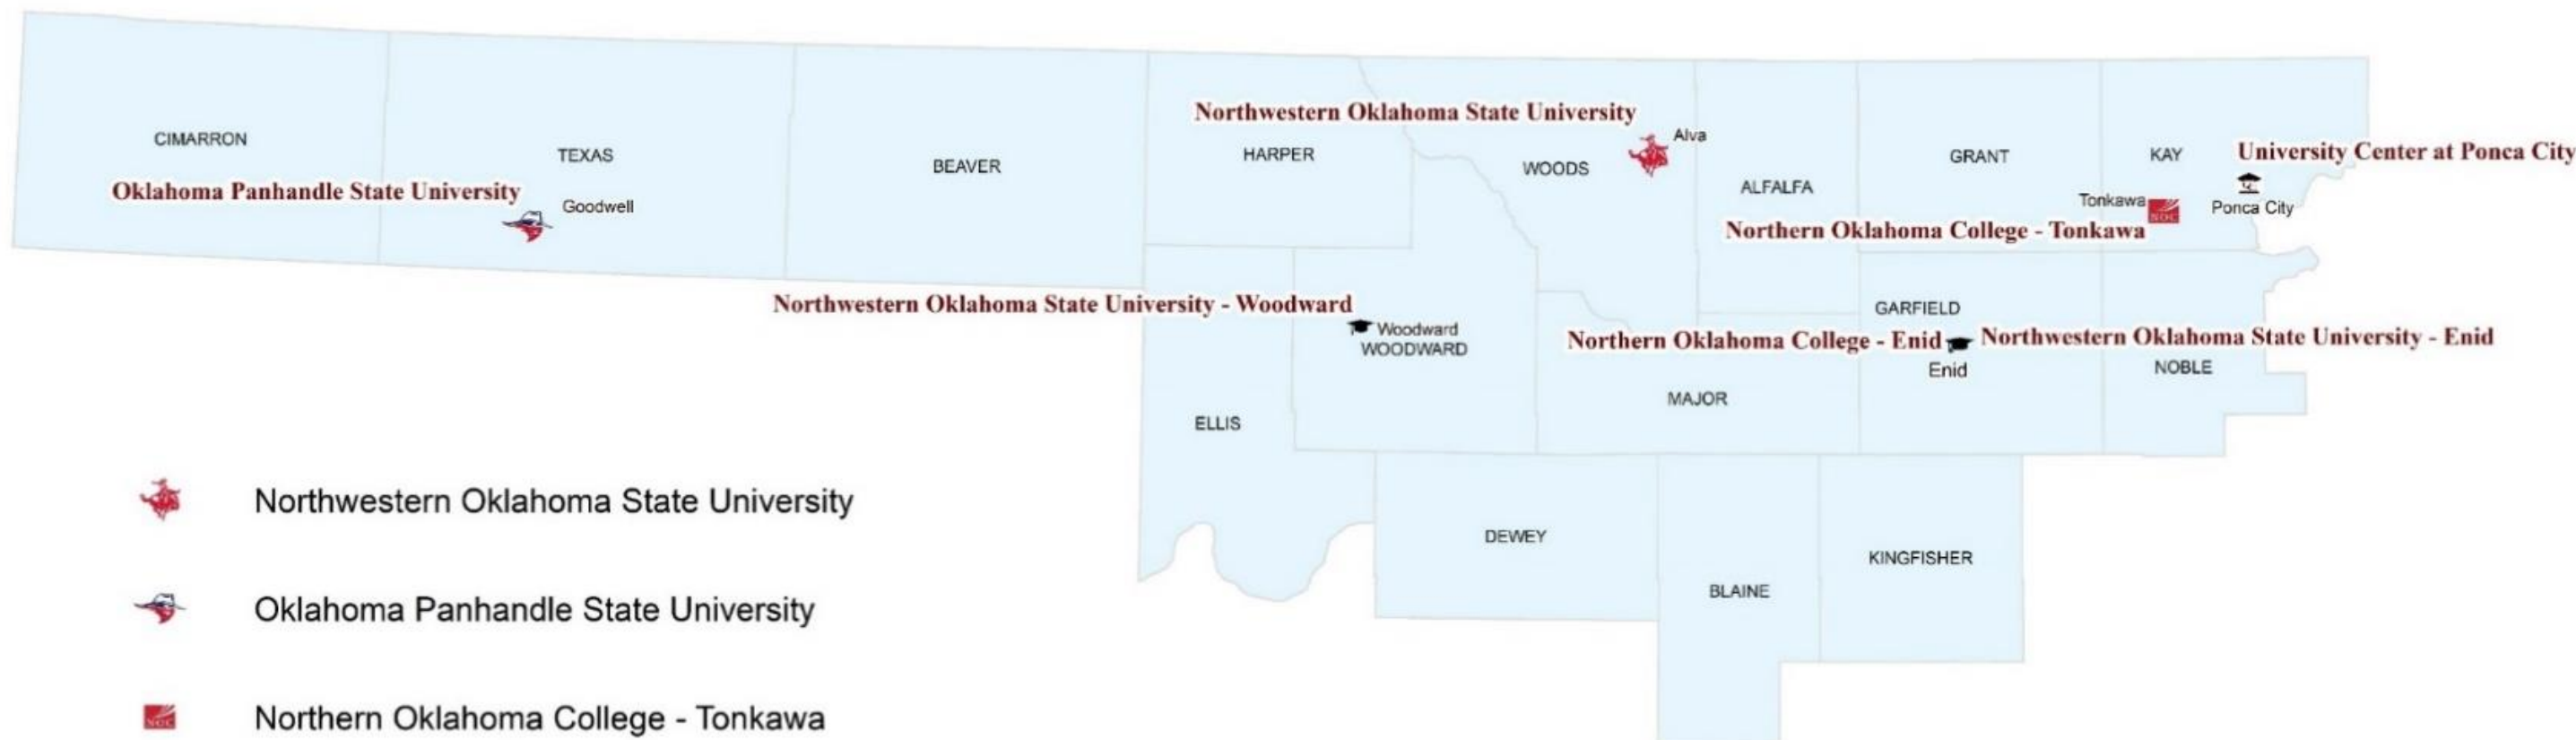 CIMARRON
TEXAS
BEAVER
HARPER
Northwestern Oklahoma State University
Alva
WOODS
ALFALFA
GRANT
KAY
University Center at Ponca City
UC
Ponca City
Oklahoma Panhandle State University
Goodwell
Tonkawa
NOC
Northern Oklahoma College - Tonkawa
Northwestern Oklahoma State University - Woodward
Woodward
WOODWARD
GARFIELD
Northern Oklahoma College - Enid
Northwestern Oklahoma State University - Enid
Enid
NOBLE
MAJOR
ELLIS
DEWEY
BLAINE
KINGFISHER
Northwestern Oklahoma State University
Oklahoma Panhandle State University
NOC
Northern Oklahoma College - Tonkawa